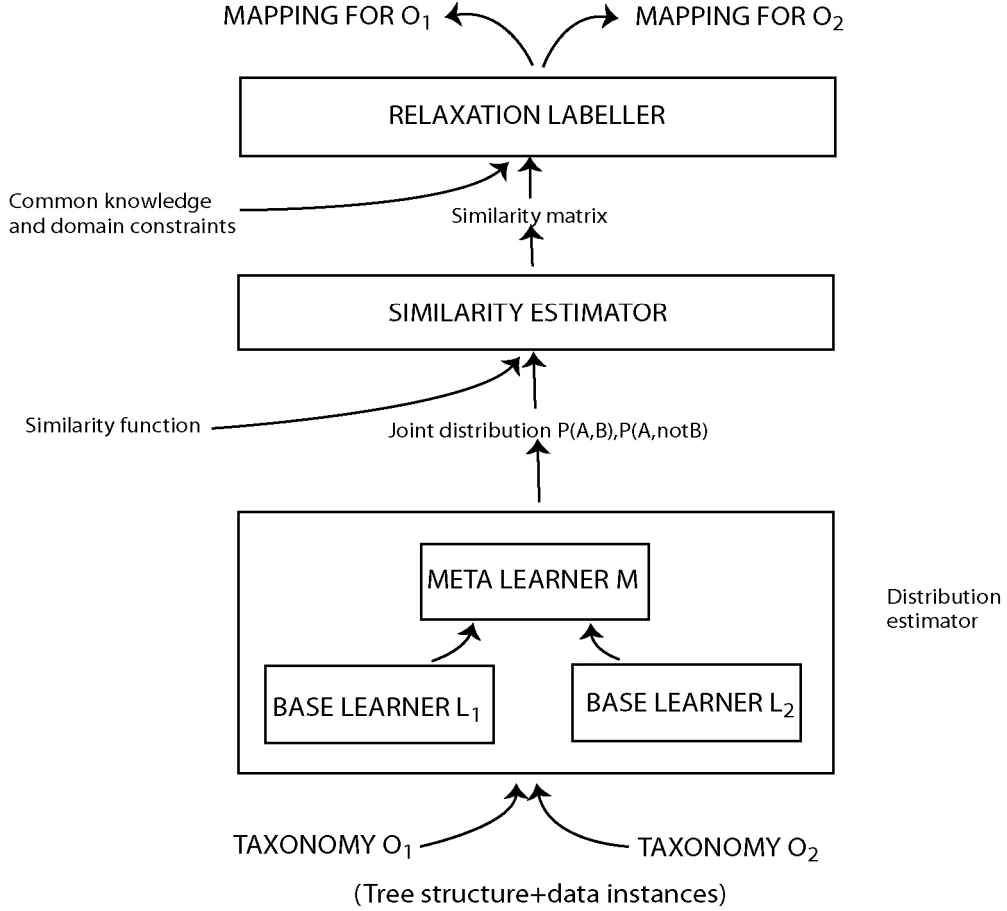 MAPPING FOR O₁
MAPPING FOR O₂
RELAXATION LABELLER
Common knowledge
and domain constraints
Similarity matrix
SIMILARITY ESTIMATOR
Similarity function
Joint distribution P(A,B),P(A,notB)
META LEARNER M
Distribution
estimator
BASE LEARNER L₁
BASE LEARNER L₂
TAXONOMY O₁
TAXONOMY O₂
(Tree structure+data instances)